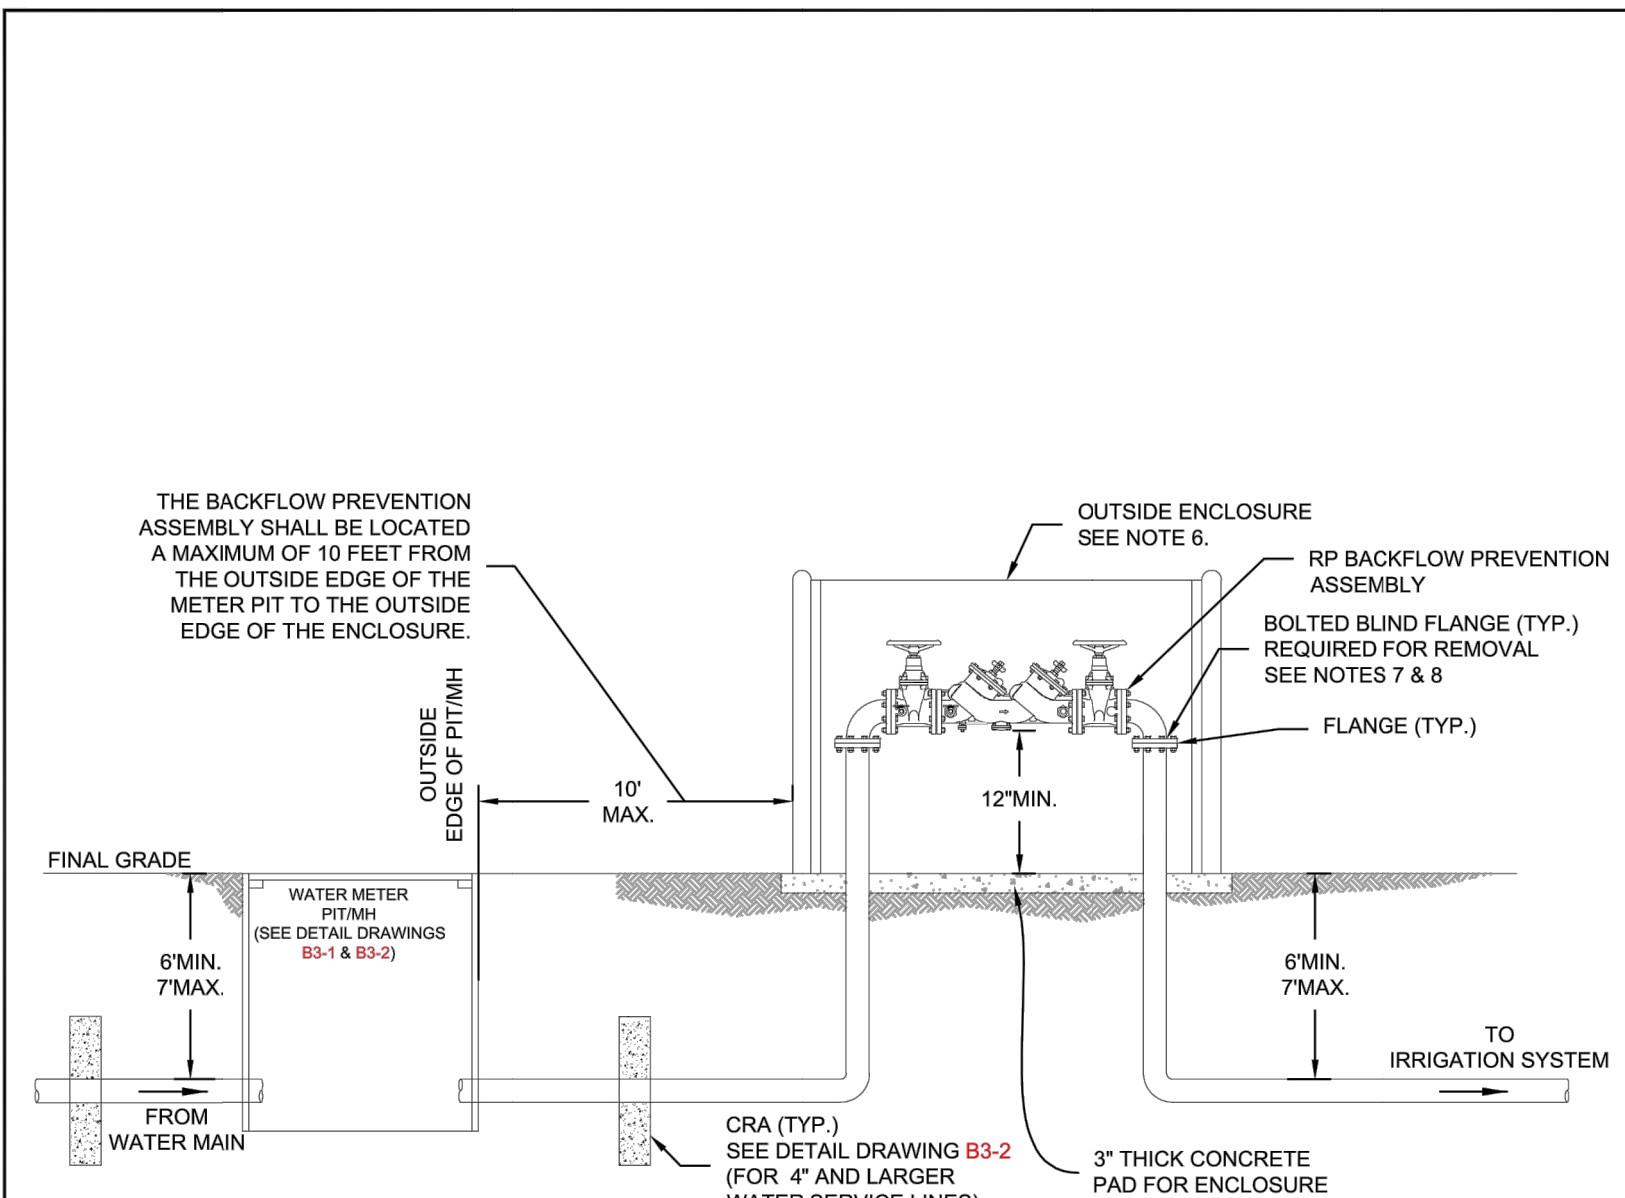 THE BACKFLOW PREVENTION
ASSEMBLY SHALL BE LOCATED
A MAXIMUM OF 10 FEET FROM
THE OUTSIDE EDGE OF THE
METER PIT TO THE OUTSIDE
EDGE OF THE ENCLOSURE.
OUTSIDE ENCLOSURE
SEE NOTE 6.
RP BACKFLOW PREVENTION
ASSEMBLY
BOLTED BLIND FLANGE (TYP.)
REQUIRED FOR REMOVAL
SEE NOTES 7 & 8
FLANGE (TYP.)
OUTSIDE
EDGE OF PIT/MH
10'
MAX.
12"MIN.
FINAL GRADE
WATER METER
PIT/MH
(SEE DETAIL DRAWINGS
B3-1 & B3-2)
6'MIN.
7'MAX.
6'MIN.
7'MAX.
TO
IRRIGATION SYSTEM
FROM
WATER MAIN
CRA (TYP.)
SEE DETAIL DRAWING B3-2
(FOR 4" AND LARGER
WATER SERVICE LINES)
3" THICK CONCRETE
PAD FOR ENCLOSURE